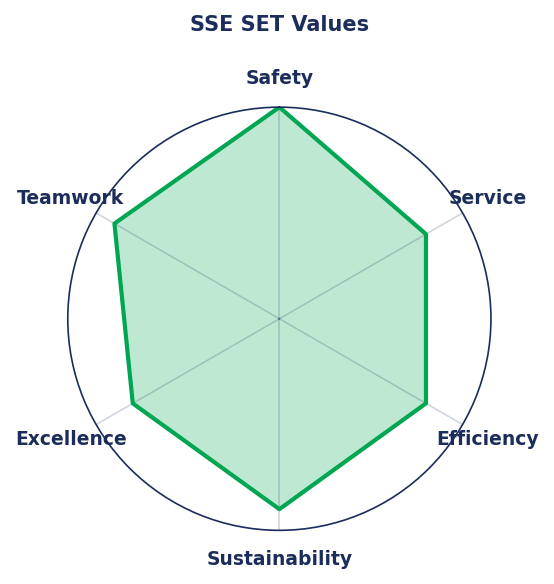 SSE SET Values
Safety
Teamwork
Service
Excellence
Efficiency
Sustainability